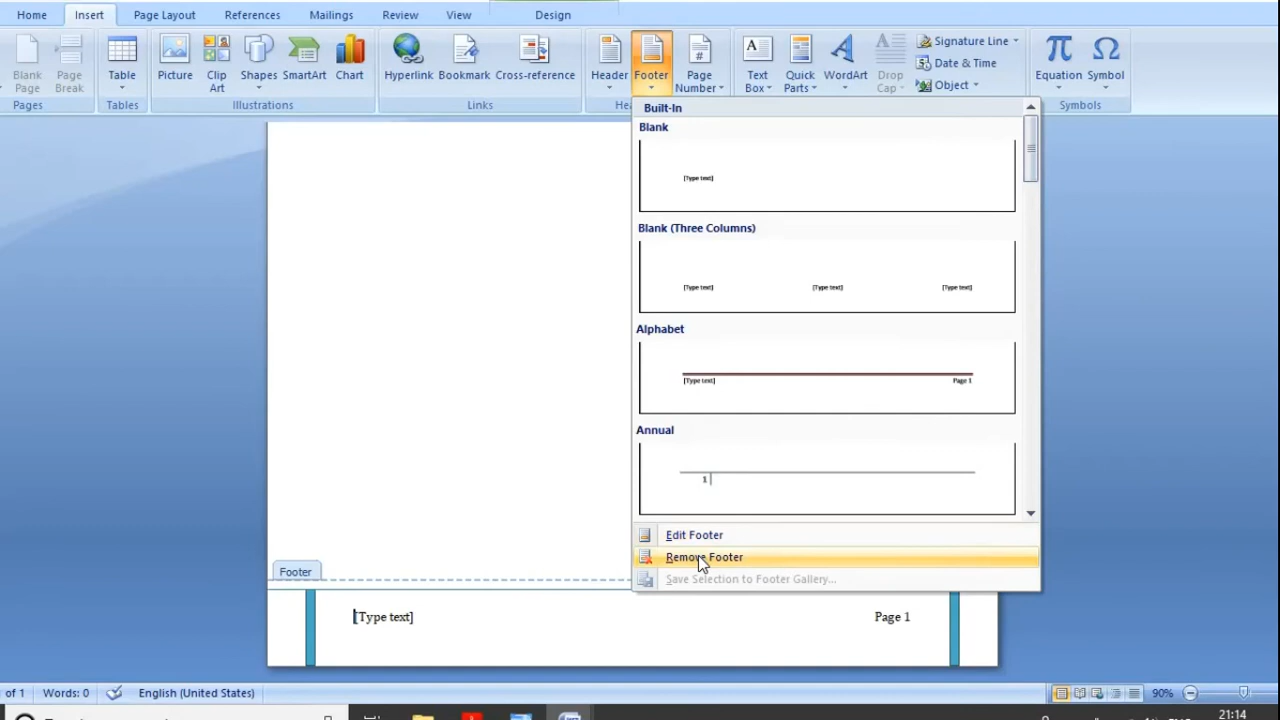 Home Insert Page Layout References Mailings Review View Design
Blank Page
Page Break
Table
Picture
Clip Art
Shapes
SmartArt
Chart
Hyperlink
Bookmark
Cross-reference
Header
Footer
Page Number
Text Box
Quick Parts
WordArt
Drop Cap
Signature Line
Date & Time
Object
Equation
Symbol
Pages Tables Illustrations Links Symbols
Built-In
Blank
[Type text]
Blank (Three Columns)
[Type text] [Type text] [Type text]
Alphabet
[Type text] Page 1
Annual
1
Edit Footer
Remove Footer
Save Selection to Footer Gallery...
Footer
[Type text] Page 1
of 1 Words: 0 English (United States) 90%
21:14